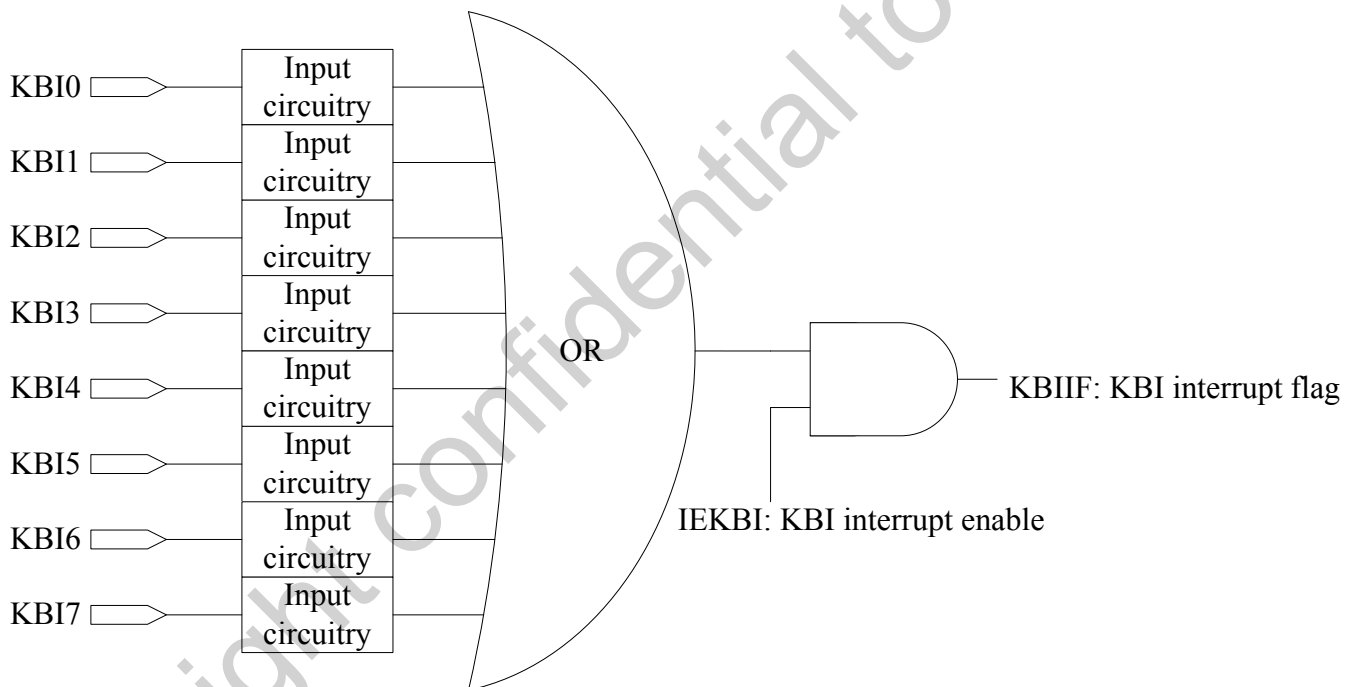 KBI0
Input
circuitry
KBI1
Input
circuitry
KBI2
Input
circuitry
KBI3
Input
circuitry
KBI4
Input
circuitry
KBI5
Input
circuitry
KBI6
Input
circuitry
KBI7
Input
circuitry
OR
KBIIF: KBI interrupt flag
IEKBI: KBI interrupt enable
ight confidential to